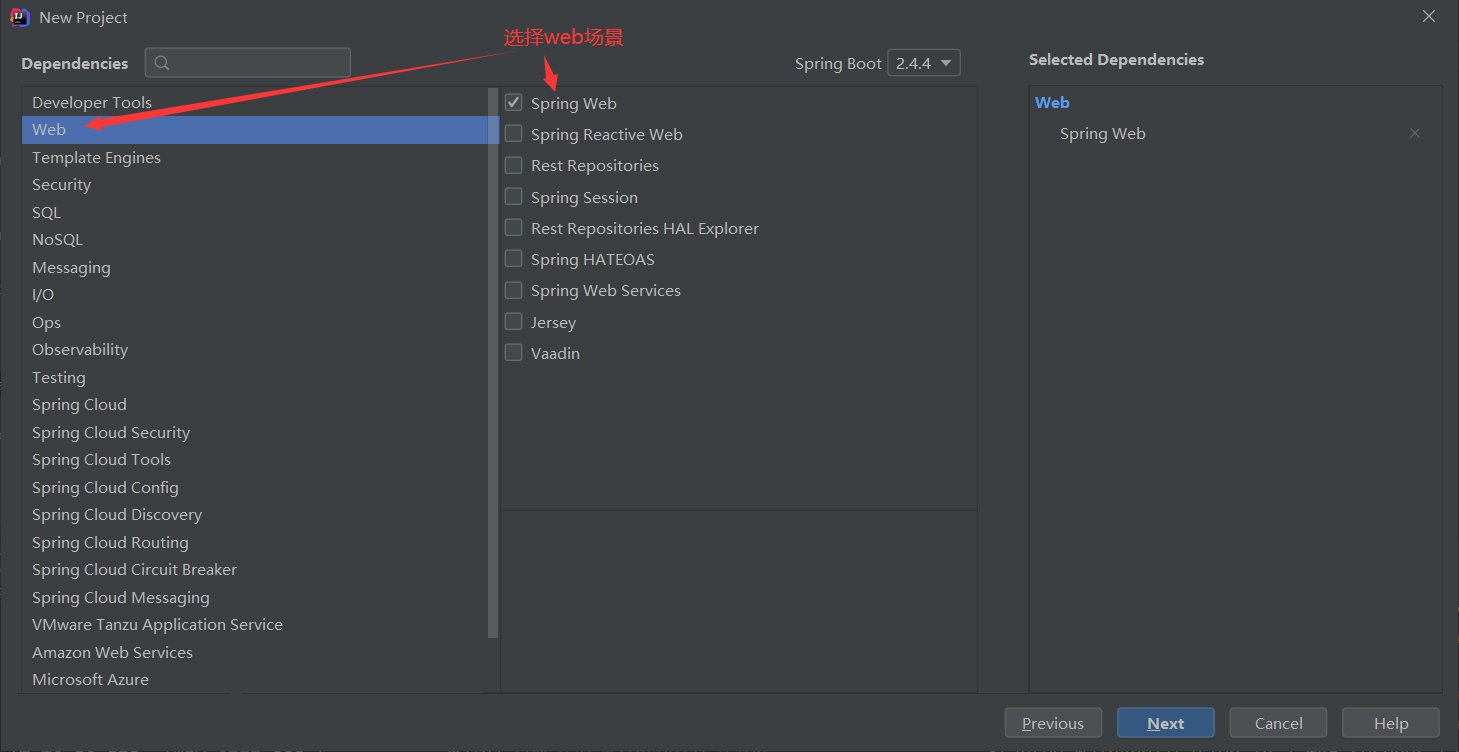 New Project
选择web场景
Dependencies
Spring Boot 2.4.4
Selected Dependencies
Developer Tools
Web
Template Engines
Security
SQL
NoSQL
Messaging
I/O
Ops
Observability
Testing
Spring Cloud
Spring Cloud Security
Spring Cloud Tools
Spring Cloud Config
Spring Cloud Discovery
Spring Cloud Routing
Spring Cloud Circuit Breaker
Spring Cloud Messaging
VMware Tanzu Application Service
Amazon Web Services
Microsoft Azure
Spring Web
Spring Reactive Web
Rest Repositories
Spring Session
Rest Repositories HAL Explorer
Spring HATEOAS
Spring Web Services
Jersey
Vaadin
Web
Spring Web
Previous
Next
Cancel
Help